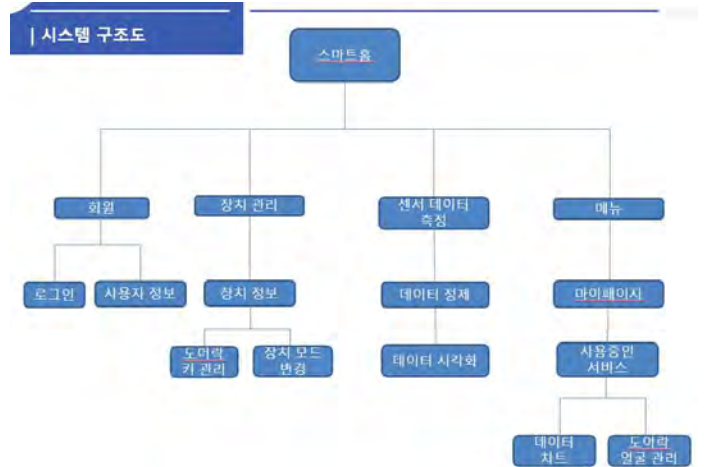 | 시스템 구조도
스마트홈
회원
장치 관리
센서 데이터
측정
메뉴
로그인
사용자 정보
장치 정보
데이터 정제
마이페이지
도어락
키 관리
장치 모드
변경
데이터 시각화
사용중인
서비스
데이터
차트
도어락
얼굴 관리